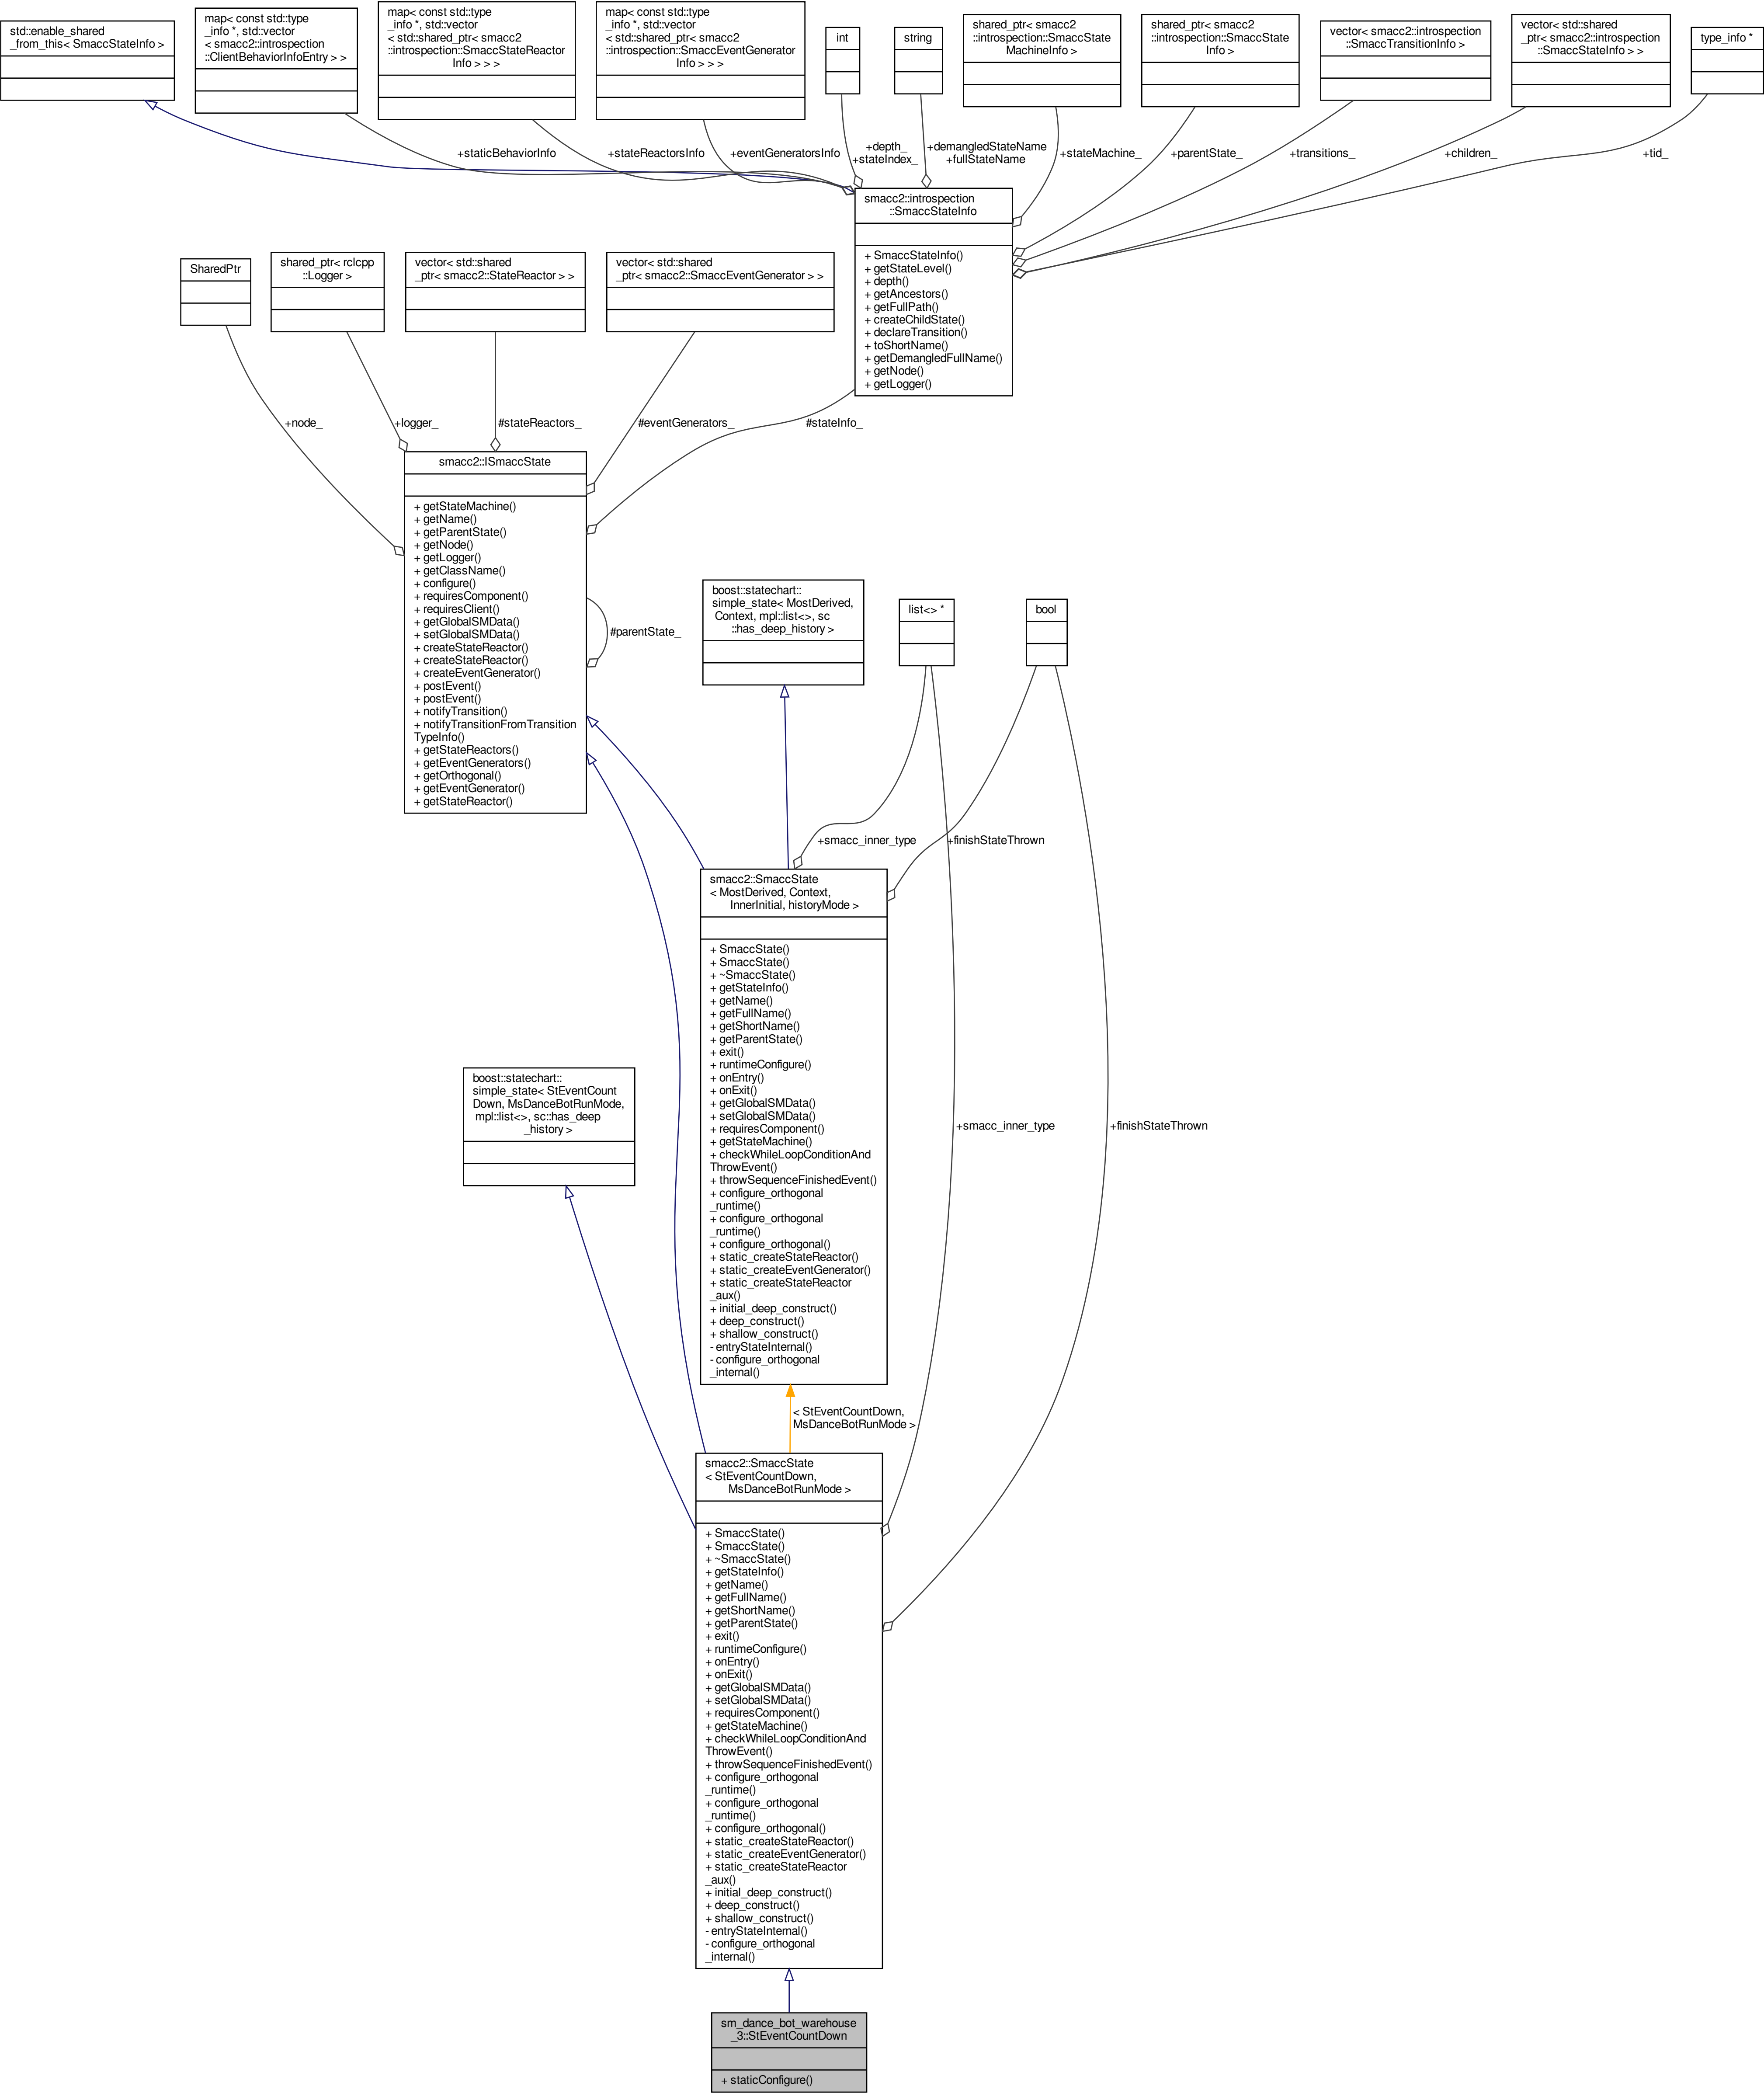 std::enable_shared
_from_this< SmaccStateInfo >
map< const std::type
_info *, std::vector
< smacc2::introspection
::ClientBehaviorInfoEntry > >
map< const std::type
_info *, std::vector
< std::shared_ptr< smacc2
::introspection::SmaccStateReactor
Info > > >
map< const std::type
_info *, std::vector
< std::shared_ptr< smacc2
::introspection::SmaccEventGenerator
Info > > >
int
string
shared_ptr< smacc2
::introspection::SmaccState
MachineInfo >
shared_ptr< smacc2
::introspection::SmaccState
Info >
vector< smacc2::introspection
::SmaccTransitionInfo >
vector< std::shared
_ptr< smacc2::introspection
::SmaccStateInfo > >
type_info *
+staticBehaviorInfo
+stateReactorsInfo
+eventGeneratorsInfo
+depth_
+stateIndex_
+demangledStateName
+fullStateName
+stateMachine_
+parentState_
+transitions_
+children_
+tid_
smacc2::introspection
::SmaccStateInfo
+ SmaccStateInfo()
+ getStateLevel()
+ depth()
+ getAncestors()
+ getFullPath()
+ createChildState()
+ declareTransition()
+ toShortName()
+ getDemangledFullName()
+ getNode()
+ getLogger()
SharedPtr
shared_ptr< rclcpp
::Logger >
vector< std::shared
_ptr< smacc2::StateReactor > >
vector< std::shared
_ptr< smacc2::SmaccEventGenerator > >
+node_
+logger_
#stateReactors_
#eventGenerators_
#stateInfo_
smacc2::ISmaccState
+ getStateMachine()
+ getName()
+ getParentState()
+ getNode()
+ getLogger()
+ getClassName()
+ configure()
+ requiresComponent()
+ requiresClient()
+ getGlobalSMData()
+ setGlobalSMData()
+ createStateReactor()
+ createStateReactor()
+ createEventGenerator()
+ postEvent()
+ postEvent()
+ notifyTransition()
+ notifyTransitionFromTransition
TypeInfo()
+ getStateReactors()
+ getEventGenerators()
+ getOrthogonal()
+ getEventGenerator()
+ getStateReactor()
#parentState_
boost::statechart::
simple_state< MostDerived,
Context, mpl::list<>, sc
::has_deep_history >
list<> *
bool
+smacc_inner_type
+finishStateThrown
smacc2::SmaccState
< MostDerived, Context,
InnerInitial, historyMode >
+ SmaccState()
+ SmaccState()
+ ~SmaccState()
+ getStateInfo()
+ getName()
+ getFullName()
+ getShortName()
+ getParentState()
+ exit()
+ runtimeConfigure()
+ onEntry()
+ onExit()
+ getGlobalSMData()
+ setGlobalSMData()
+ requiresComponent()
+ getStateMachine()
+ checkWhileLoopConditionAnd
ThrowEvent()
+ throwSequenceFinishedEvent()
+ configure_orthogonal
_runtime()
+ configure_orthogonal
_runtime()
+ configure_orthogonal()
+ static_createStateReactor()
+ static_createEventGenerator()
+ static_createStateReactor
_aux()
+ initial_deep_construct()
+ deep_construct()
+ shallow_construct()
- entryStateInternal()
- configure_orthogonal
_internal()
boost::statechart::
simple_state< StEventCount
Down, MsDanceBotRunMode,
mpl::list<>, sc::has_deep
_history >
+smacc_inner_type
+finishStateThrown
< StEventCountDown,
MsDanceBotRunMode >
smacc2::SmaccState
< StEventCountDown,
MsDanceBotRunMode >
+ SmaccState()
+ SmaccState()
+ ~SmaccState()
+ getStateInfo()
+ getName()
+ getFullName()
+ getShortName()
+ getParentState()
+ exit()
+ runtimeConfigure()
+ onEntry()
+ onExit()
+ getGlobalSMData()
+ setGlobalSMData()
+ requiresComponent()
+ getStateMachine()
+ checkWhileLoopConditionAnd
ThrowEvent()
+ throwSequenceFinishedEvent()
+ configure_orthogonal
_runtime()
+ configure_orthogonal
_runtime()
+ configure_orthogonal()
+ static_createStateReactor()
+ static_createEventGenerator()
+ static_createStateReactor
_aux()
+ initial_deep_construct()
+ deep_construct()
+ shallow_construct()
- entryStateInternal()
- configure_orthogonal
_internal()
sm_dance_bot_warehouse
_3::StEventCountDown
+ staticConfigure()